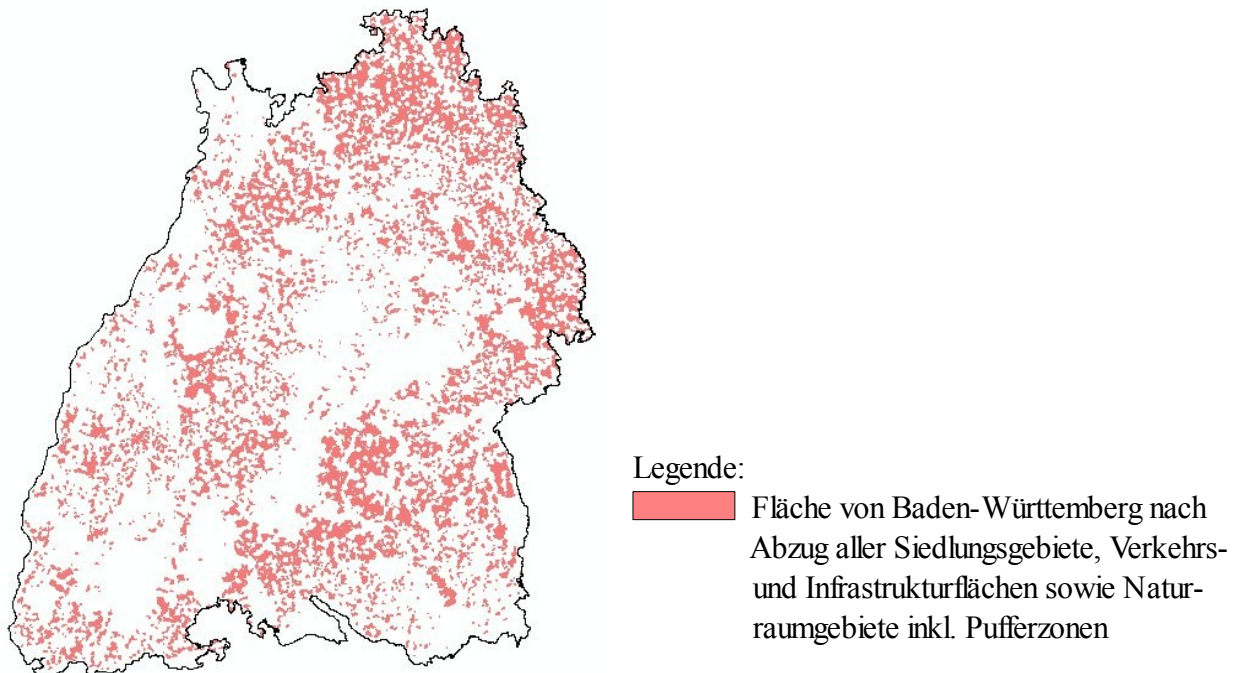 Legende:
Fläche von Baden-Württemberg nach
Abzug aller Siedlungsgebiete, Verkehrs-
und Infrastrukturflächen sowie Natur-
raumgebiete inkl. Pufferzonen